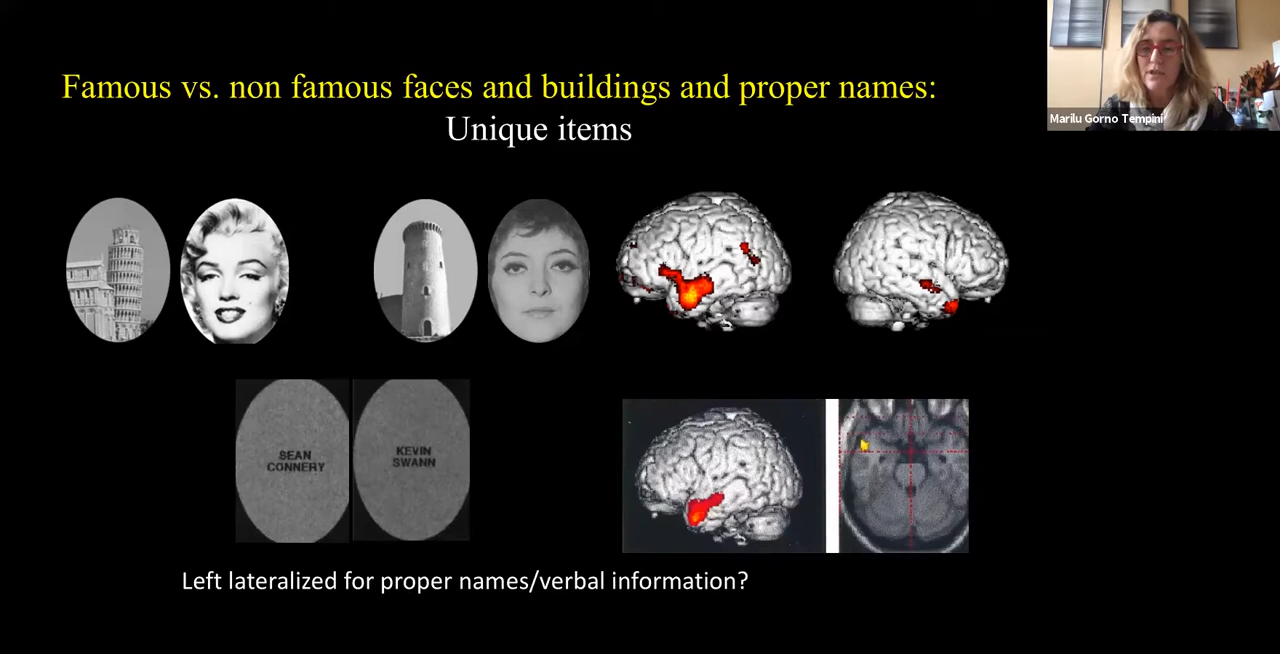 Famous vs. non famous faces and buildings and proper names:
Unique items
Marilu Gorno Tempini
SEAN
CONNERY
KEVIN
SWANN
Left lateralized for proper names/verbal information?